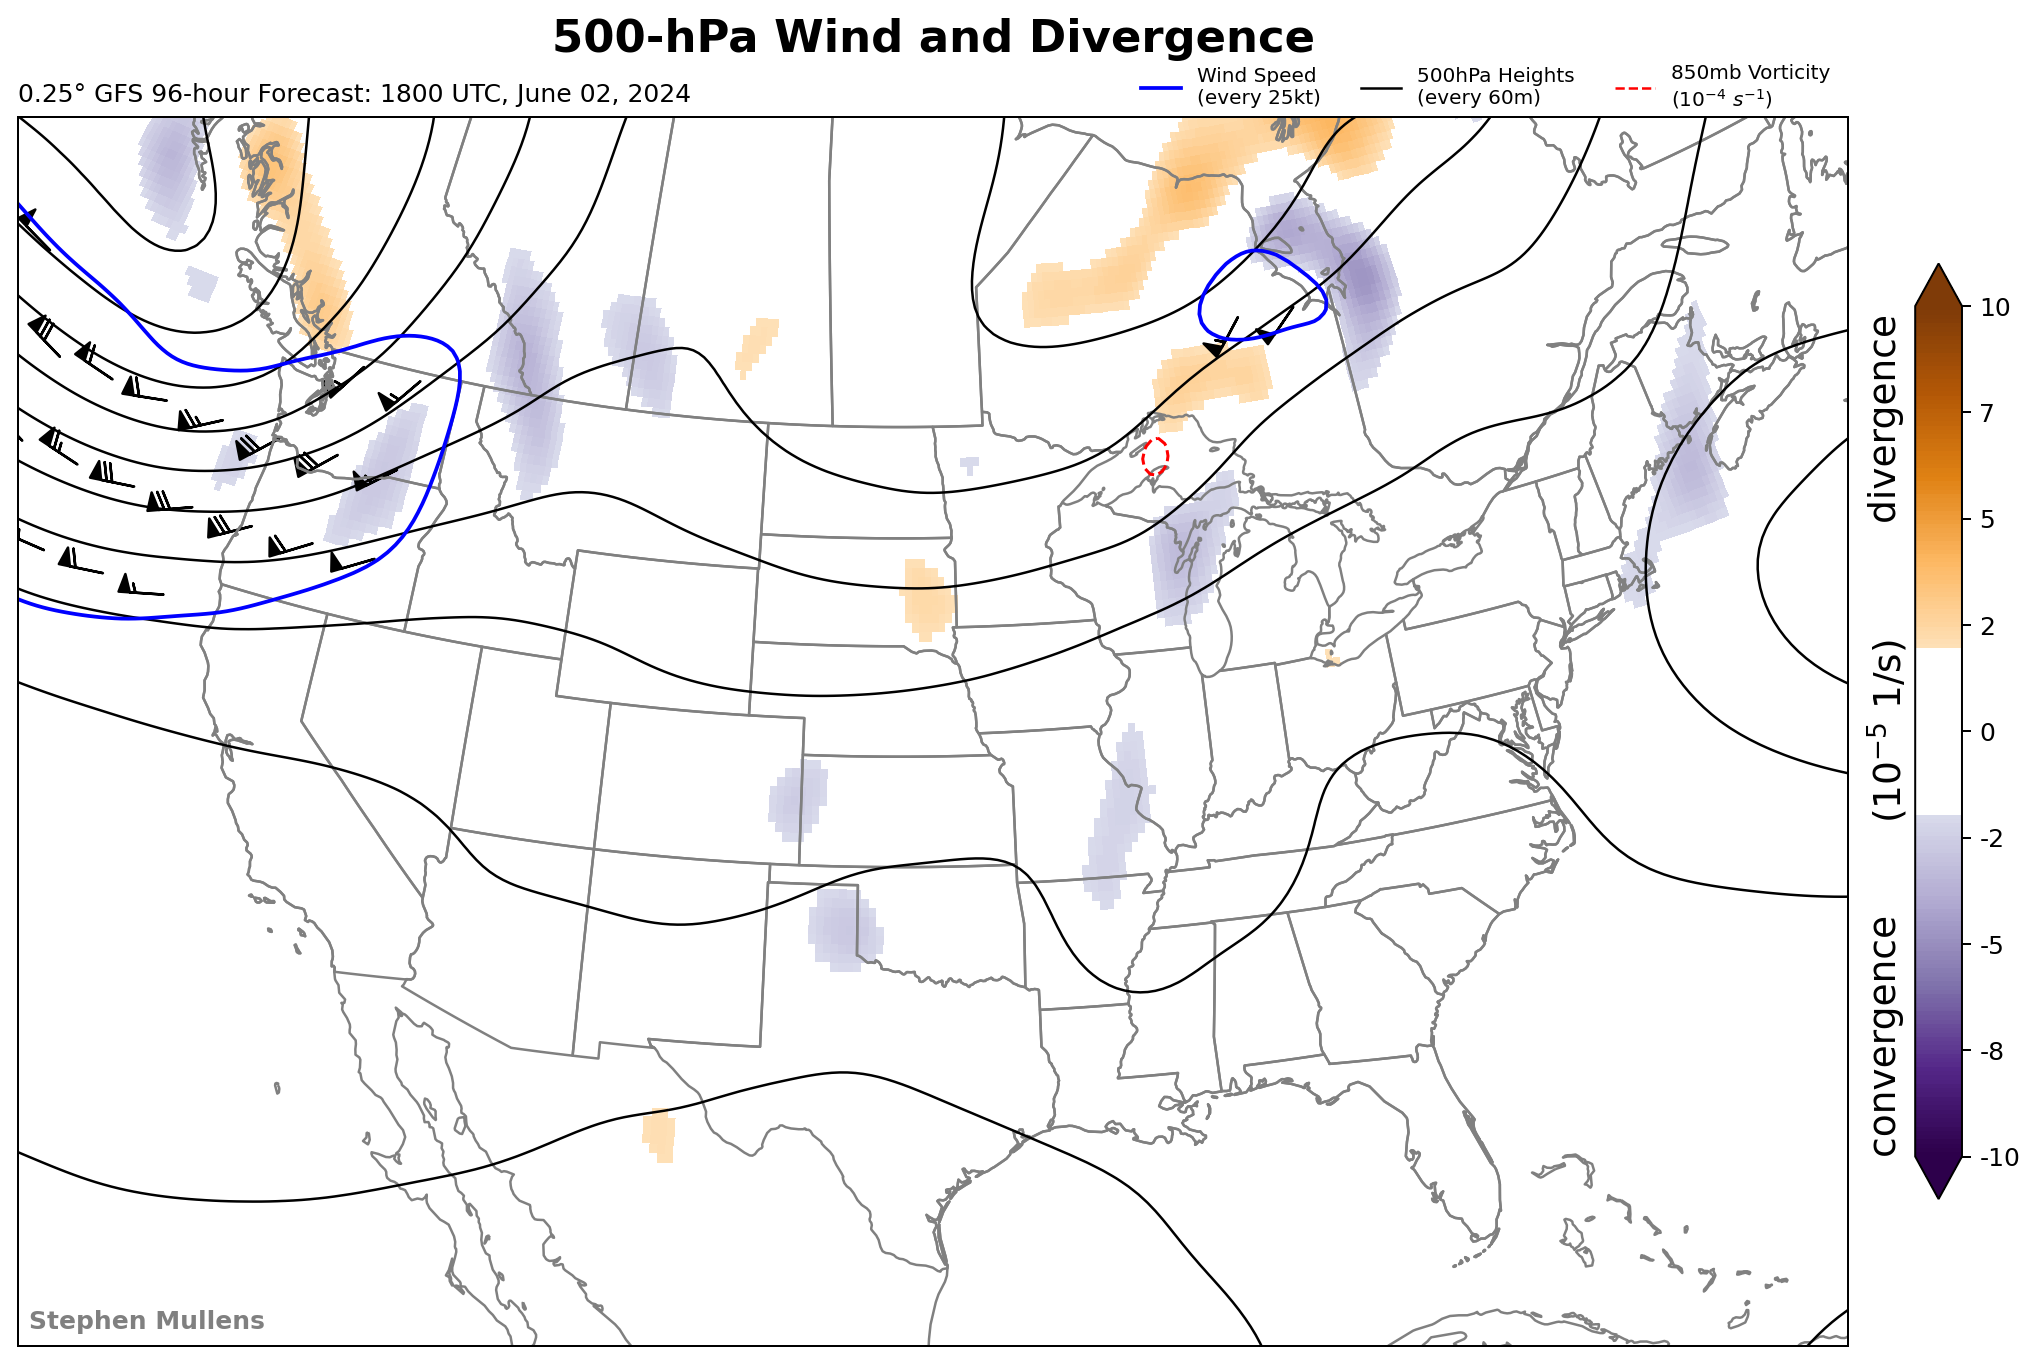 500-hPa Wind and Divergence
0.25° GFS 96-hour Forecast: 1800 UTC, June 02, 2024
Wind Speed
(every 25kt)
500hPa Heights
(every 60m)
850mb Vorticity
(10⁻⁴ s⁻¹)
10
7
5
2
0
-2
-5
-8
-10
convergence (10⁻⁵ 1/s) divergence
Stephen Mullens